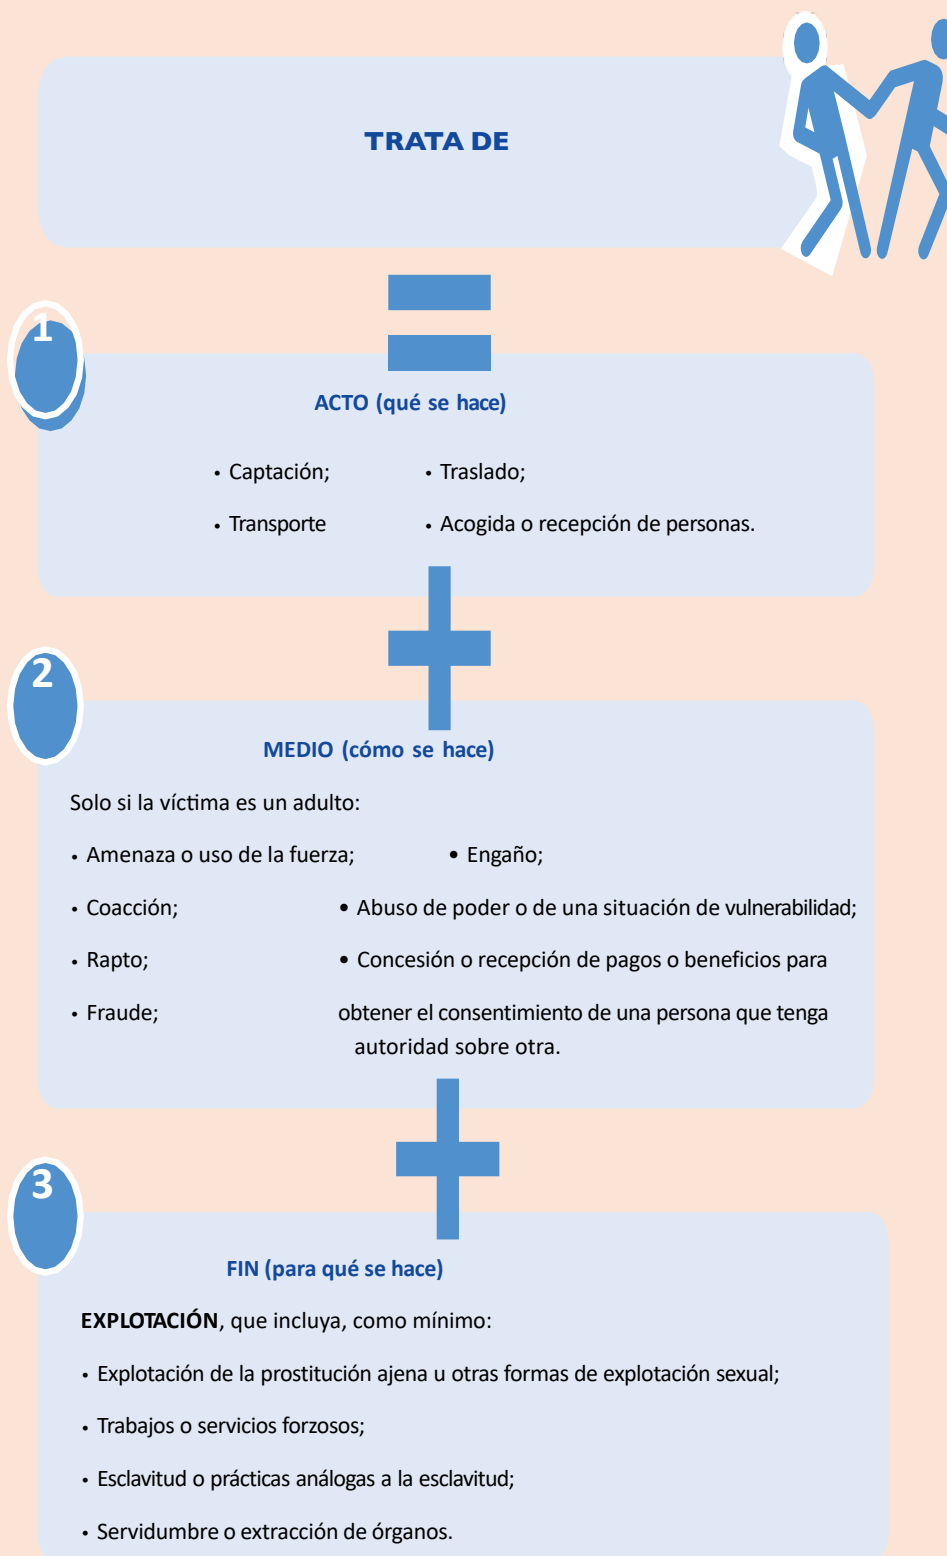 TRATA DE
1
ACTO (qué se hace)
• Captación; • Traslado;
• Transporte • Acogida o recepción de personas.
2
MEDIO (cómo se hace)
Solo si la víctima es un adulto:
• Amenaza o uso de la fuerza; • Engaño;
• Coacción; • Abuso de poder o de una situación de vulnerabilidad;
• Rapto; • Concesión o recepción de pagos o beneficios para
• Fraude; obtener el consentimiento de una persona que tenga
autoridad sobre otra.
3
FIN (para qué se hace)
EXPLOTACIÓN, que incluya, como mínimo:
• Explotación de la prostitución ajena u otras formas de explotación sexual;
• Trabajos o servicios forzosos;
• Esclavitud o prácticas análogas a la esclavitud;
• Servidumbre o extracción de órganos.